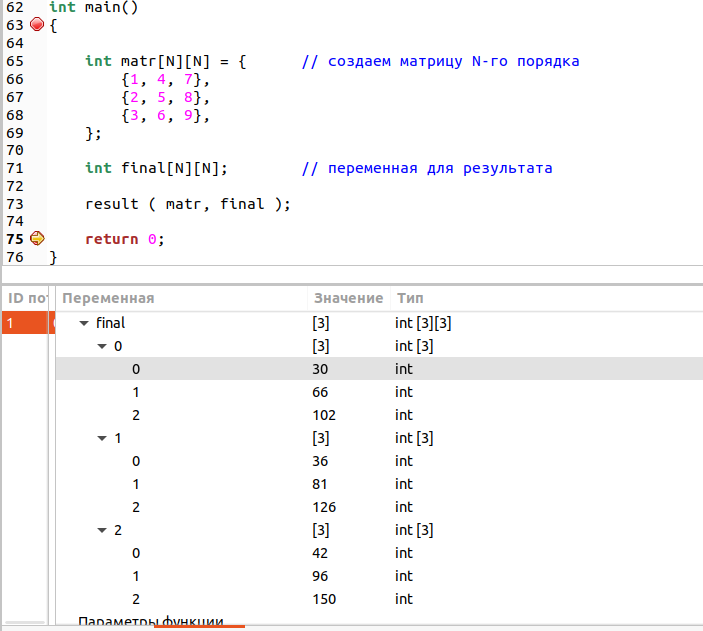 62 int main()
63 {
64
65 int matr[N][N] = { // создаем матрицу N-го порядка
66 {1, 4, 7},
67 {2, 5, 8},
68 {3, 6, 9},
69 };
70
71 int final[N][N]; // переменная для результата
72
73 result ( matr, final );
74
75 return 0;
76 }
ID по Переменная Значение Тип
1 final [3] int [3][3]
0 [3] int [3]
0 30 int
1 66 int
2 102 int
1 [3] int [3]
0 36 int
1 81 int
2 126 int
2 [3] int [3]
0 42 int
1 96 int
2 150 int
Параметры функции